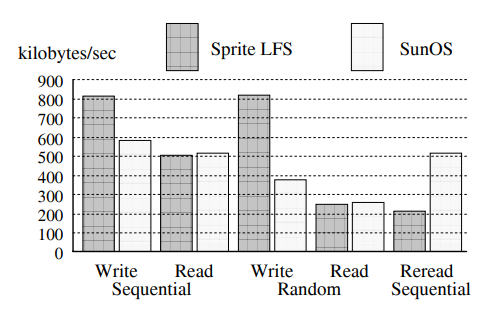 kilobytes/sec
Sprite LFS
SunOS
900
800
700
600
500
400
300
200
100
0
Write Read Write Read Reread
Sequential Random Sequential